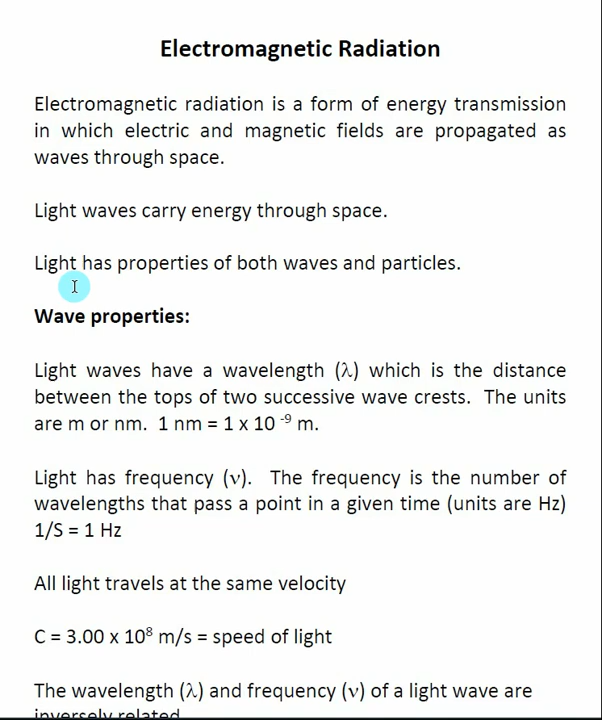 Electromagnetic Radiation
Electromagnetic radiation is a form of energy transmission
in which electric and magnetic fields are propagated as
waves through space.
Light waves carry energy through space.
Light has properties of both waves and particles.
Wave properties:
Light waves have a wavelength (λ) which is the distance
between the tops of two successive wave crests.  The units
are m or nm.  1 nm = 1 x 10 ⁻⁹ m.
Light has frequency (ν).  The frequency is the number of
wavelengths that pass a point in a given time (units are Hz)
1/S = 1 Hz
All light travels at the same velocity
C = 3.00 x 10⁸ m/s = speed of light
The wavelength (λ) and frequency (ν) of a light wave are
inversely related